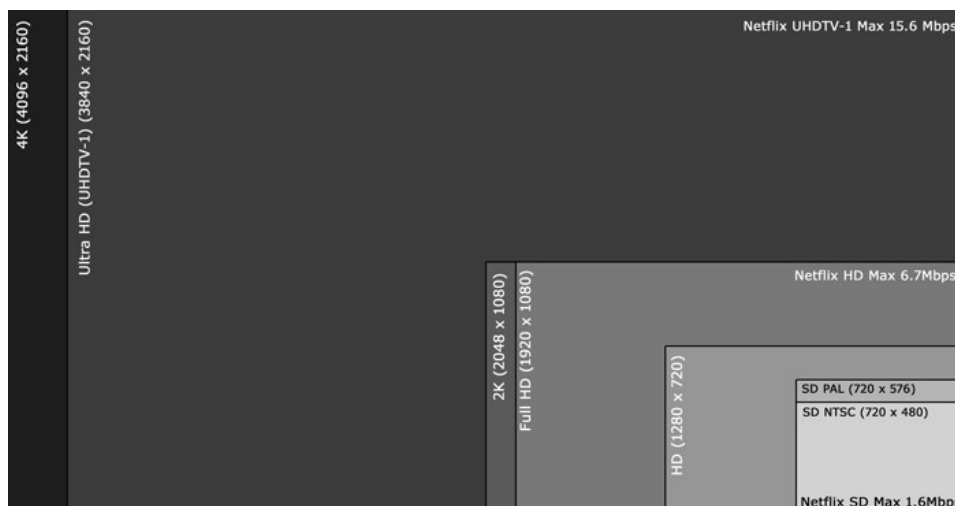 4K (4096 x 2160)
Ultra HD (UHDTV-1) (3840 x 2160)
Netflix UHDTV-1 Max 15.6 Mbps
2K (2048 x 1080)
Full HD (1920 x 1080)
Netflix HD Max 6.7Mbps
HD (1280 x 720)
SD PAL (720 x 576)
SD NTSC (720 x 480)
Netflix SD Max 1.6Mbps